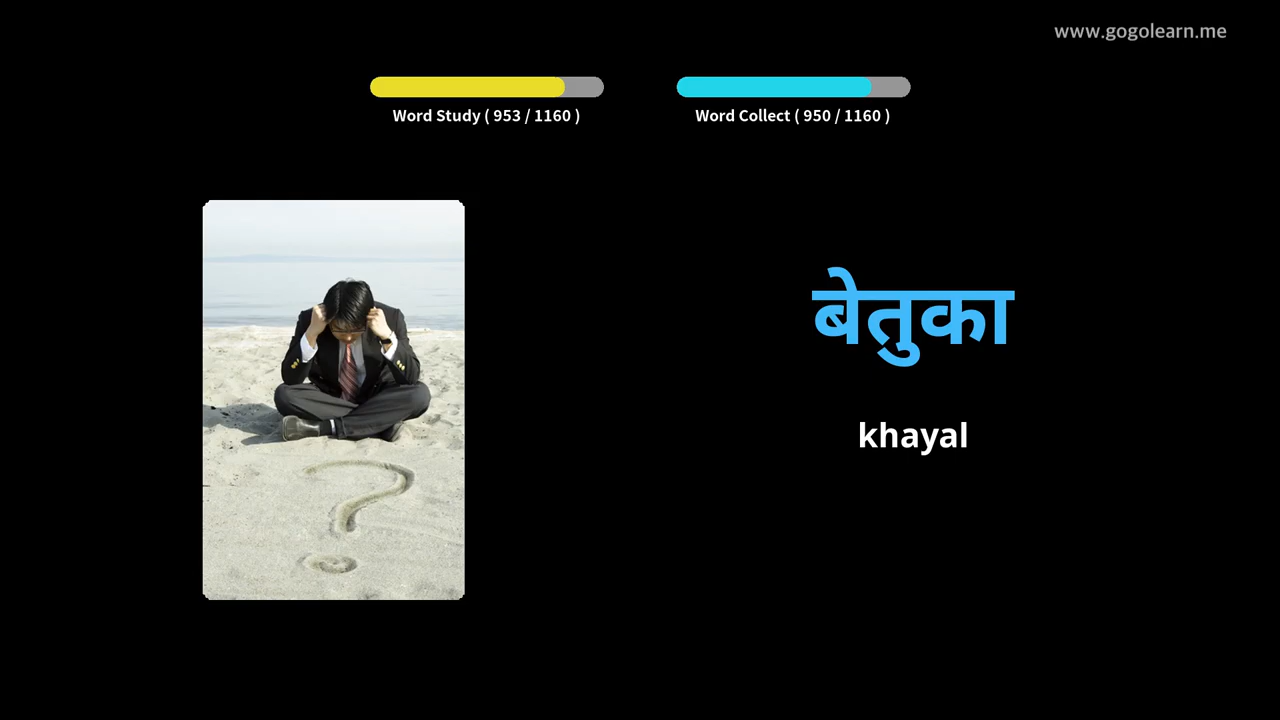 www.gogolearn.me
Word Study ( 953 / 1160 )
Word Collect ( 950 / 1160 )
बेतुका
khayal
?